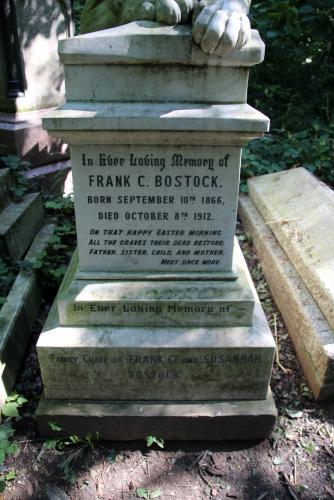 In Ever Loving Memory of
FRANK C. BOSTOCK.
BORN SEPTEMBER 10TH 1866,
DIED OCTOBER 8TH 1912.
ON THAT HAPPY EASTER MORNING
ALL THE GRAVES THEIR DEAD RESTORE;
FATHER, SISTER, CHILD, AND MOTHER,
MEET ONCE MORE.
In Ever Loving Memory of –
FAMILY GRAVE OF FRANK C. AND SUSANNAH
BOSTOCK